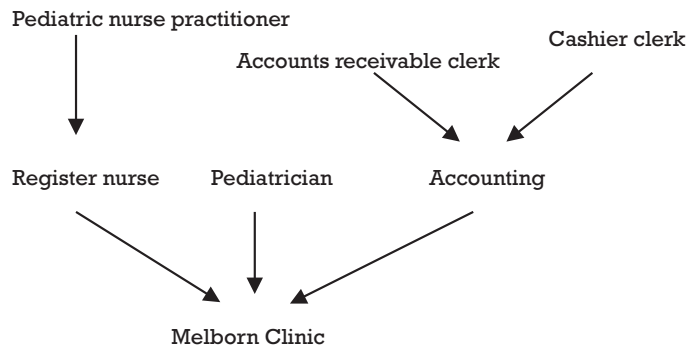 Pediatric nurse practitioner
Cashier clerk
Accounts receivable clerk
Register nurse
Pediatrician
Accounting
Melborn Clinic